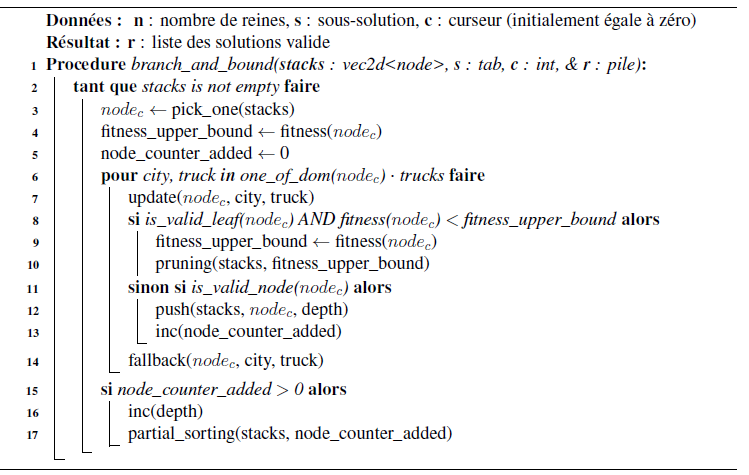 Données : n : nombre de reines, s : sous-solution, c : curseur (initialement égale à zéro)
Résultat : r : liste des solutions valide
1 Procedure branch_and_bound(stacks : vec2d<node>, s : tab, c : int, & r : pile):
2 tant que stacks is not empty faire
3 node_c ← pick_one(stacks)
4 fitness_upper_bound ← fitness(node_c)
5 node_counter_added ← 0
6 pour city, truck in one_of_dom(node_c) · trucks faire
7 update(node_c, city, truck)
8 si is_valid_leaf(node_c) AND fitness(node_c) < fitness_upper_bound alors
9 fitness_upper_bound ← fitness(node_c)
10 pruning(stacks, fitness_upper_bound)
11 sinon si is_valid_node(node_c) alors
12 push(stacks, node_c, depth)
13 inc(node_counter_added)
14 fallback(node_c, city, truck)
15 si node_counter_added > 0 alors
16 inc(depth)
17 partial_sorting(stacks, node_counter_added)